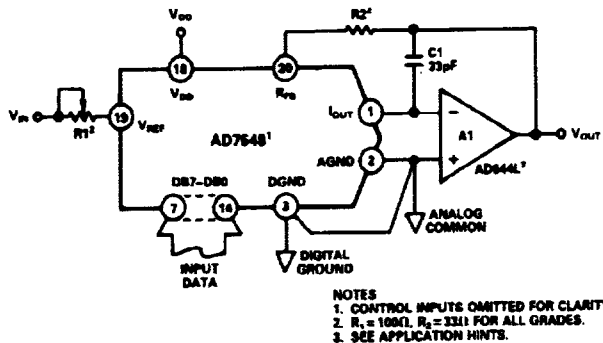 VDD
R2²
18
20
C1
33pF
VDD
RFB
VIN
R1²
19
VREF
IOUT
1
−
A1
VOUT
AD7548¹
AGND
2
+
AD644L³
DB7–DB0
DGND
7
14
3
ANALOG
COMMON
INPUT
DATA
DIGITAL
GROUND
NOTES
1. CONTROL INPUTS OMITTED FOR CLARIT
2. R₁ = 100Ω, R₂ = 33Ω FOR ALL GRADES.
3. SEE APPLICATION HINTS.